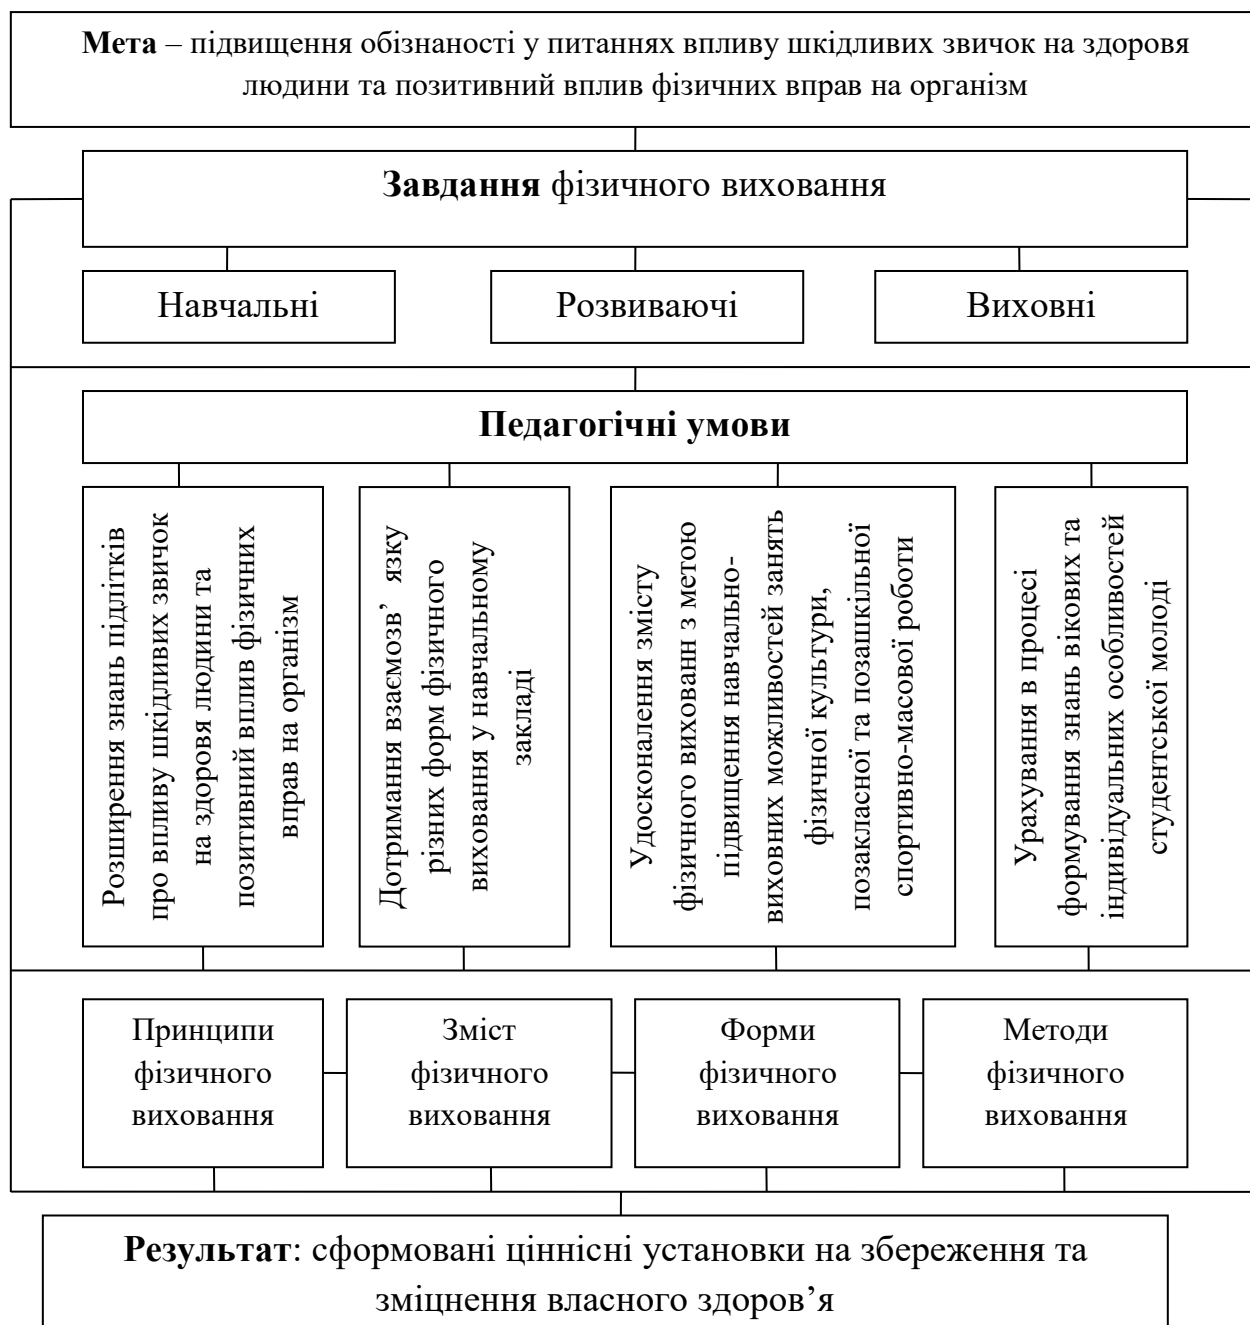 Мета – підвищення обізнаності у питаннях впливу шкідливих звичок на здоровя
людини та позитивний вплив фізичних вправ на організм
Завдання фізичного виховання
Навчальні
Розвиваючі
Виховні
Педагогічні умови
Розширення знань підлітків
про впливу шкідливих звичок
на здоровя людини та
позитивний вплив фізичних
вправ на організм
Дотримання взаємозв’ язку
різних форм фізичного
виховання у навчальному
закладі
Удосконалення змісту
фізичного вихованн з метою
підвищення навчально-
виховних можливостей занять
фізичної культури,
позакласної та позашкільної
спортивно-масової роботи
Урахування в процесі
формування знань вікових та
індивідуальних особливостей
студентської молоді
Принципи
фізичного
виховання
Зміст
фізичного
виховання
Форми
фізичного
виховання
Методи
фізичного
виховання
Результат: сформовані ціннісні установки на збереження та
зміцнення власного здоров’я